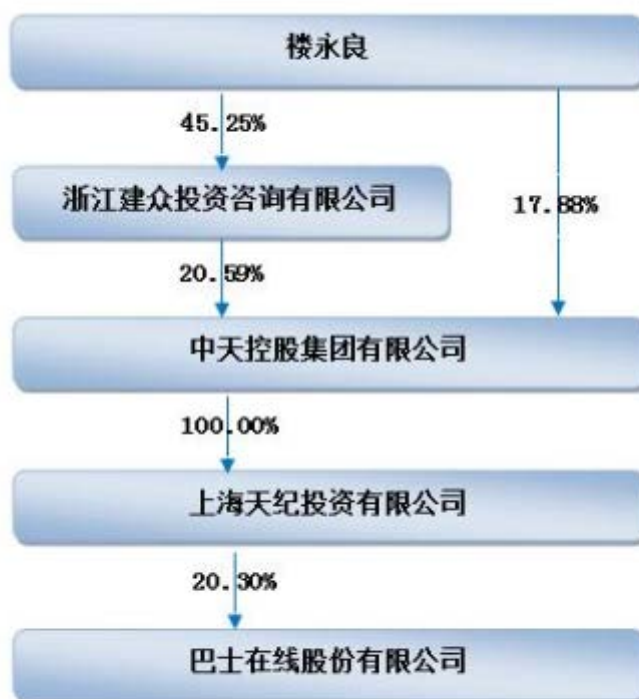 楼永良
45.25%
浙江建众投资咨询有限公司
17.88%
20.59%
中天控股集团有限公司
100.00%
上海天纪投资有限公司
20.30%
巴士在线股份有限公司